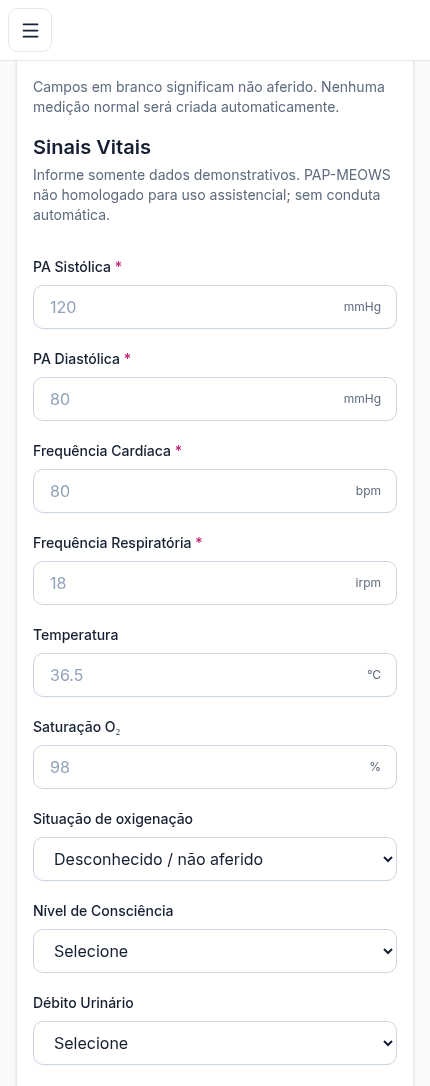 Campos em branco significam não aferido. Nenhuma
medição normal será criada automaticamente.
Sinais Vitais
Informe somente dados demonstrativos. PAP-MEOWS
não homologado para uso assistencial; sem conduta
automática.
PA Sistólica *
120 mmHg
PA Diastólica *
80 mmHg
Frequência Cardíaca *
80 bpm
Frequência Respiratória *
18 irpm
Temperatura
36.5 °C
Saturação O₂
98 %
Situação de oxigenação
Desconhecido / não aferido
Nível de Consciência
Selecione
Débito Urinário
Selecione